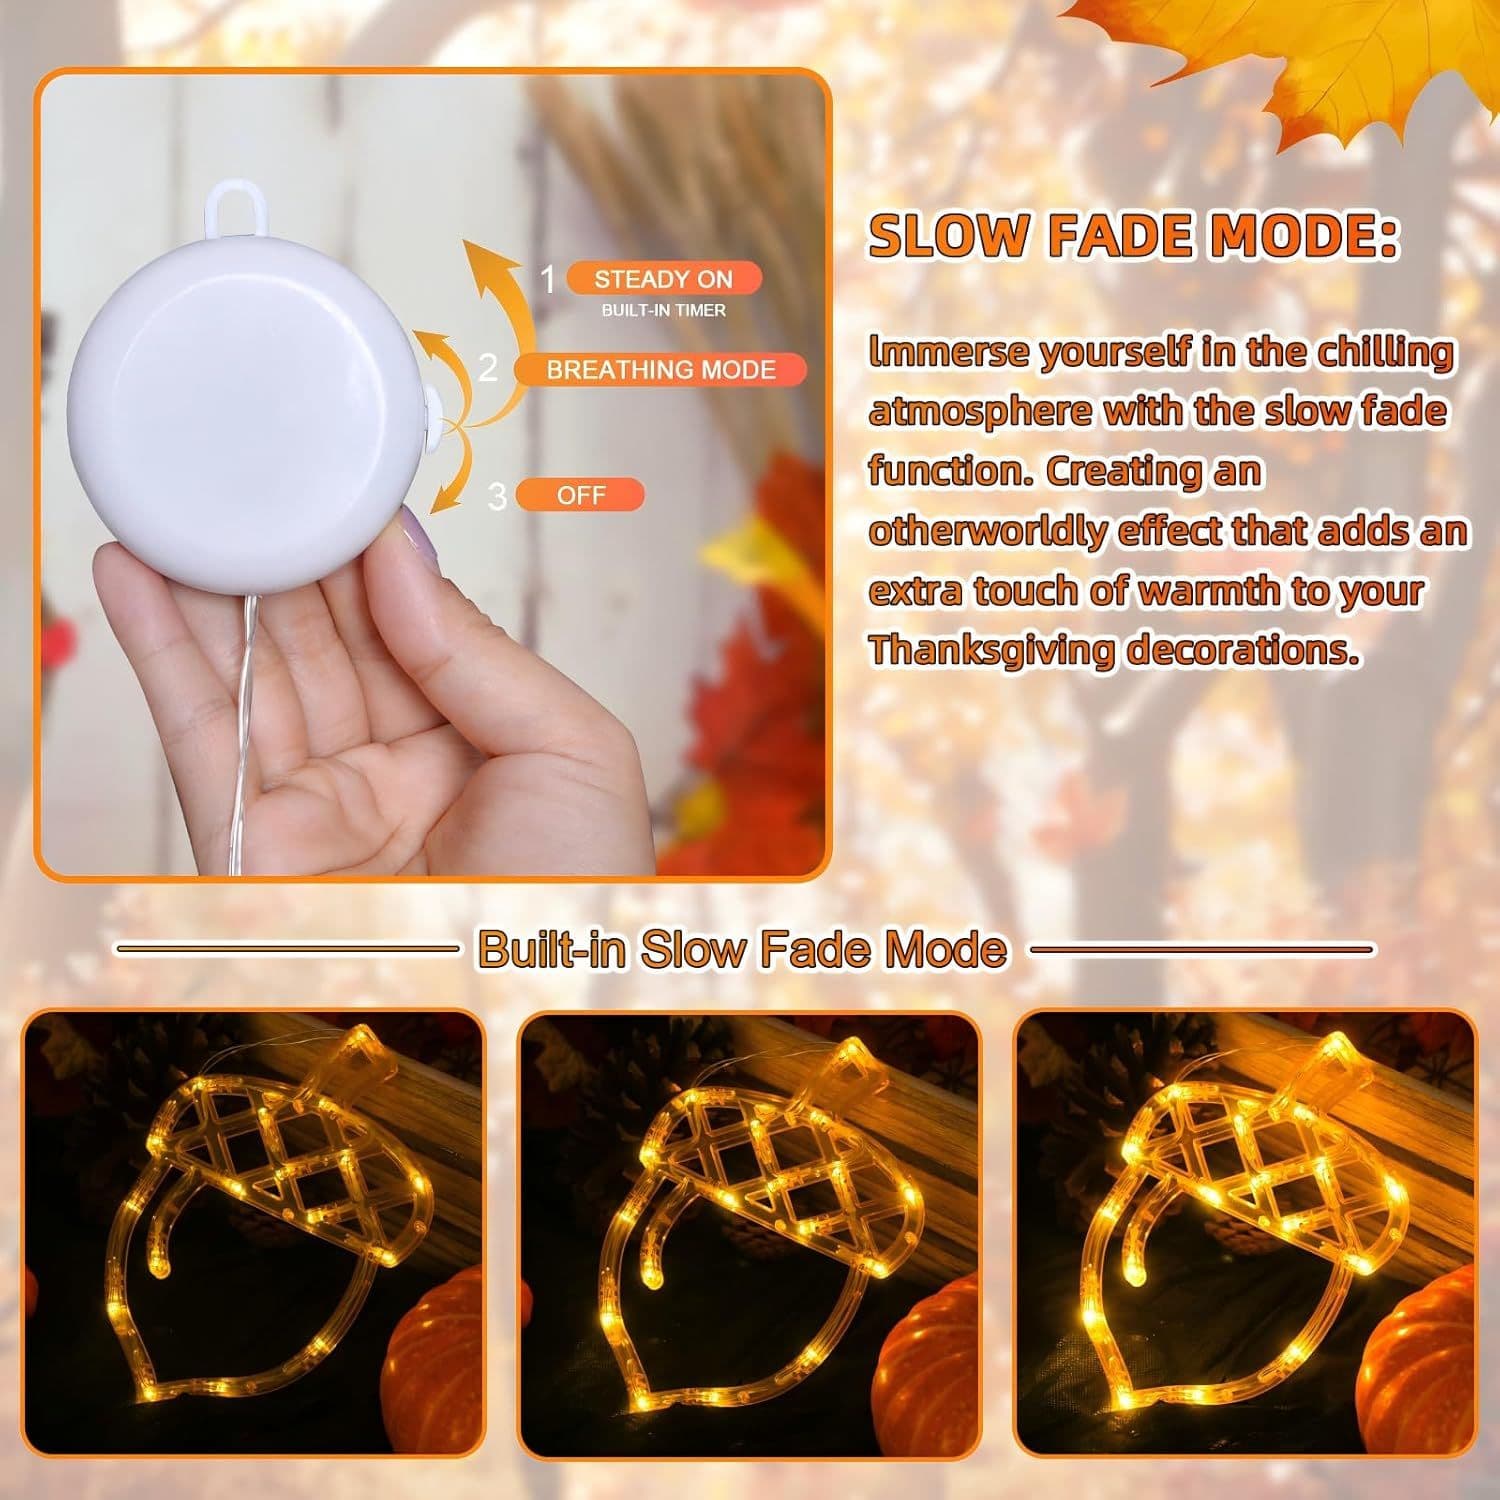 SLOW FADE MODE:
Immerse yourself in the chilling
atmosphere with the slow fade
function. Creating an
otherworldly effect that adds an
extra touch of warmth to your
Thanksgiving decorations.
1 STEADY ON
BUILT-IN TIMER
2 BREATHING MODE
3 OFF
Built-in Slow Fade Mode